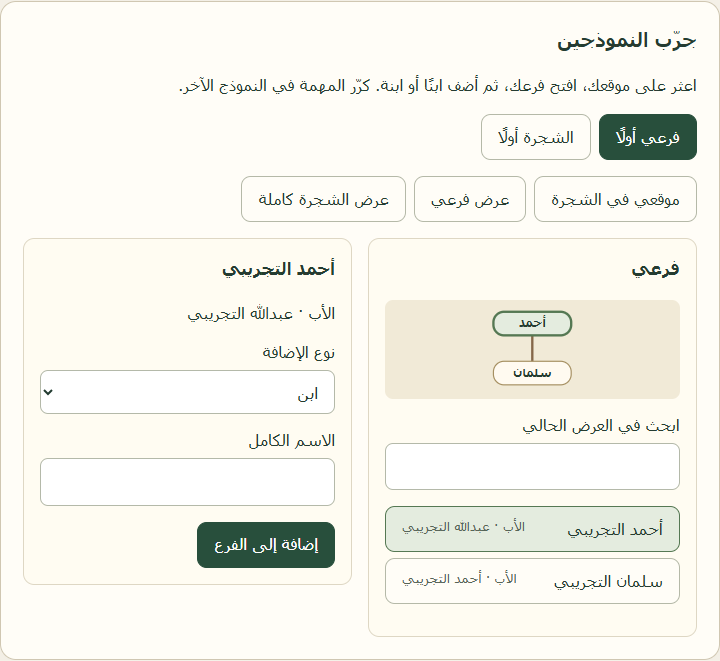 جرّب النموذجين
اعثر على موقعك، افتح فرعك، ثم أضف ابنًا أو ابنة. كرّر المهمة في النموذج الآخر.
فرعي أولًا
الشجرة أولًا
موقعي في الشجرة
عرض فرعي
عرض الشجرة كاملة
فرعي
أحمد
سلمان
ابحث في العرض الحالي
أحمد التجريبي
الأب · عبدالله التجريبي
سلمان التجريبي
الأب · أحمد التجريبي
أحمد التجريبي
الأب · عبدالله التجريبي
نوع الإضافة
ابن
الاسم الكامل
إضافة إلى الفرع